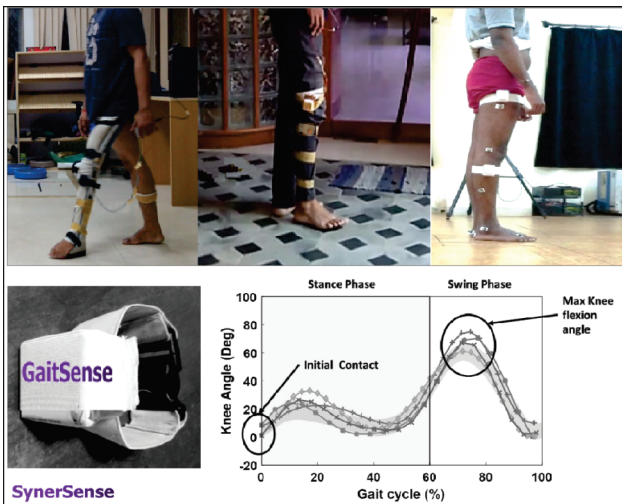 GaitSense
SynerSense
Stance Phase
Swing Phase
Max Knee
flexion
angle
Initial Contact
Knee Angle (Deg)
100
80
60
40
20
0
-20
0
20
40
60
80
100
Gait cycle (%)